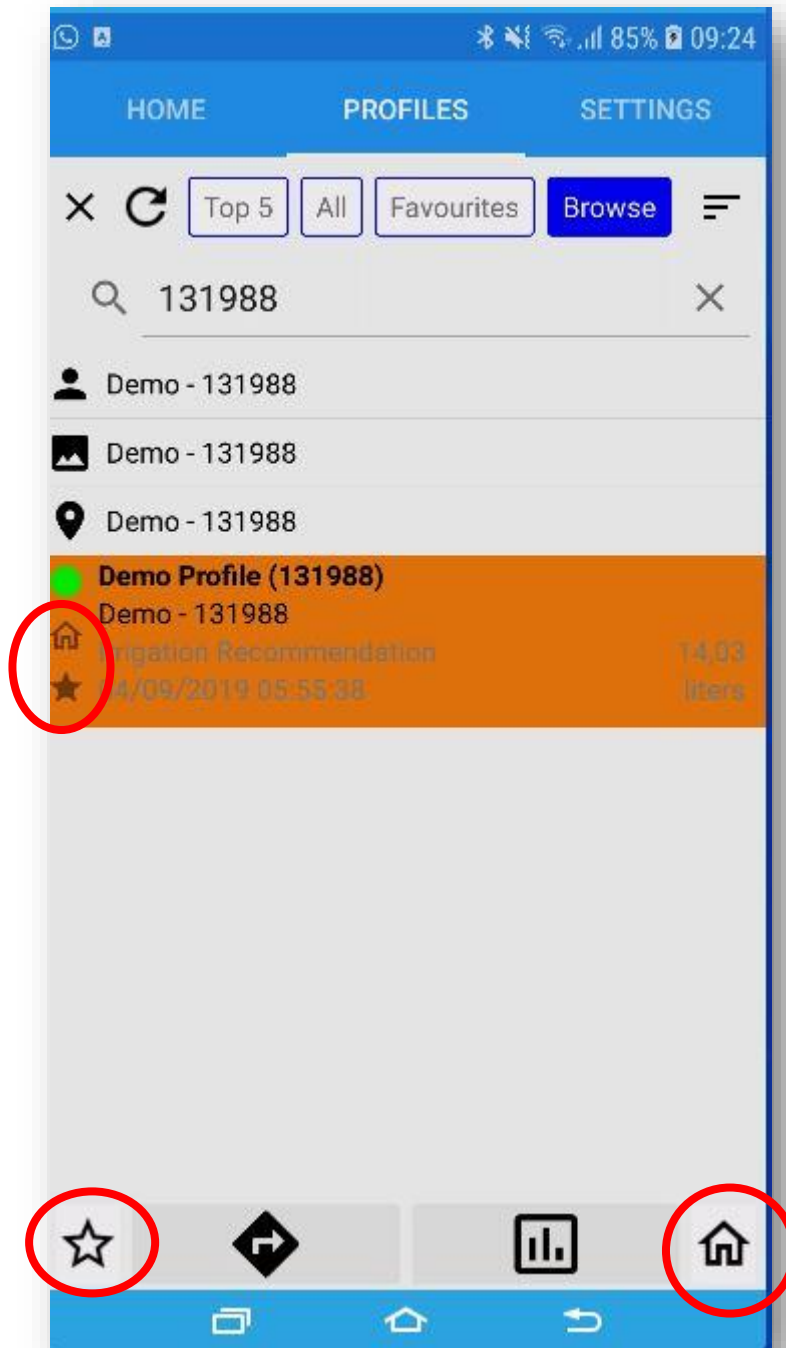 85% 09:24
HOME PROFILES SETTINGS
Top 5 All Favourites Browse
131988
Demo - 131988
Demo - 131988
Demo - 131988
Demo Profile (131988)
Demo - 131988
Irrigation Recommendation 14,03
04/09/2019 05:55:38 liters